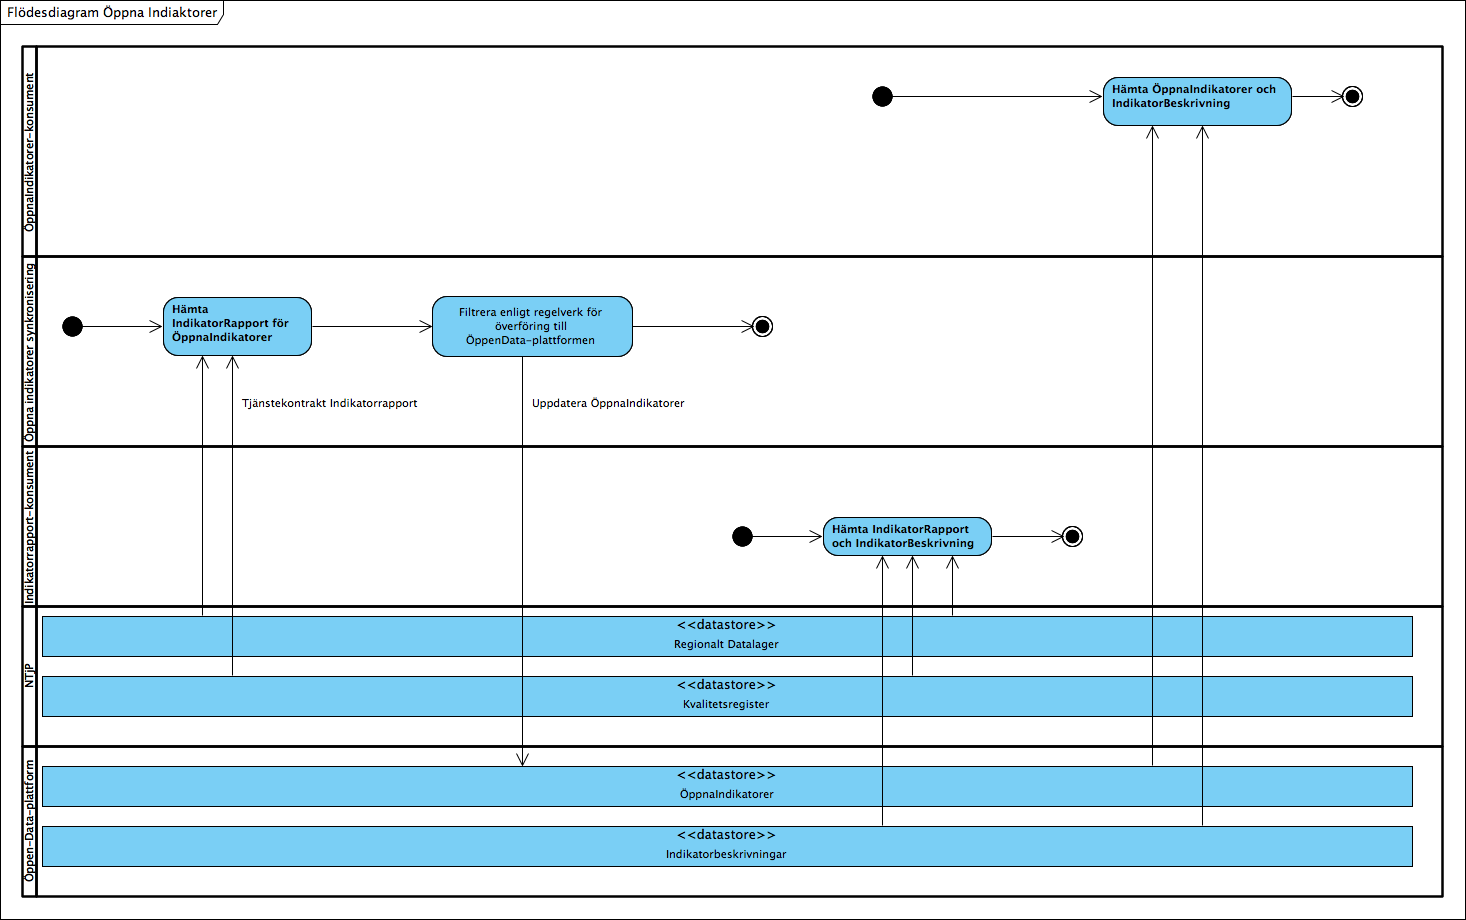 Flödesdiagram Öppna Indiaktorer
ÖppnaIndikatorer-konsument
Hämta ÖppnaIndikatorer och
IndikatorBeskrivning
Öppna indikatorer synkronisering
Hämta
IndikatorRapport för
ÖppnaIndikatorer
Filtrera enligt regelverk för
överföring till
ÖppenData-plattformen
Tjänstekontrakt Indikatorrapport
Uppdatera ÖppnaIndikatorer
Indikatorrapport-konsument
Hämta IndikatorRapport
och IndikatorBeskrivning
NTjP
<<datastore>>
Regionalt Datalager
<<datastore>>
Kvalitetsregister
Öppen-Data-plattform
<<datastore>>
ÖppnaIndikatorer
<<datastore>>
Indikatorbeskrivningar